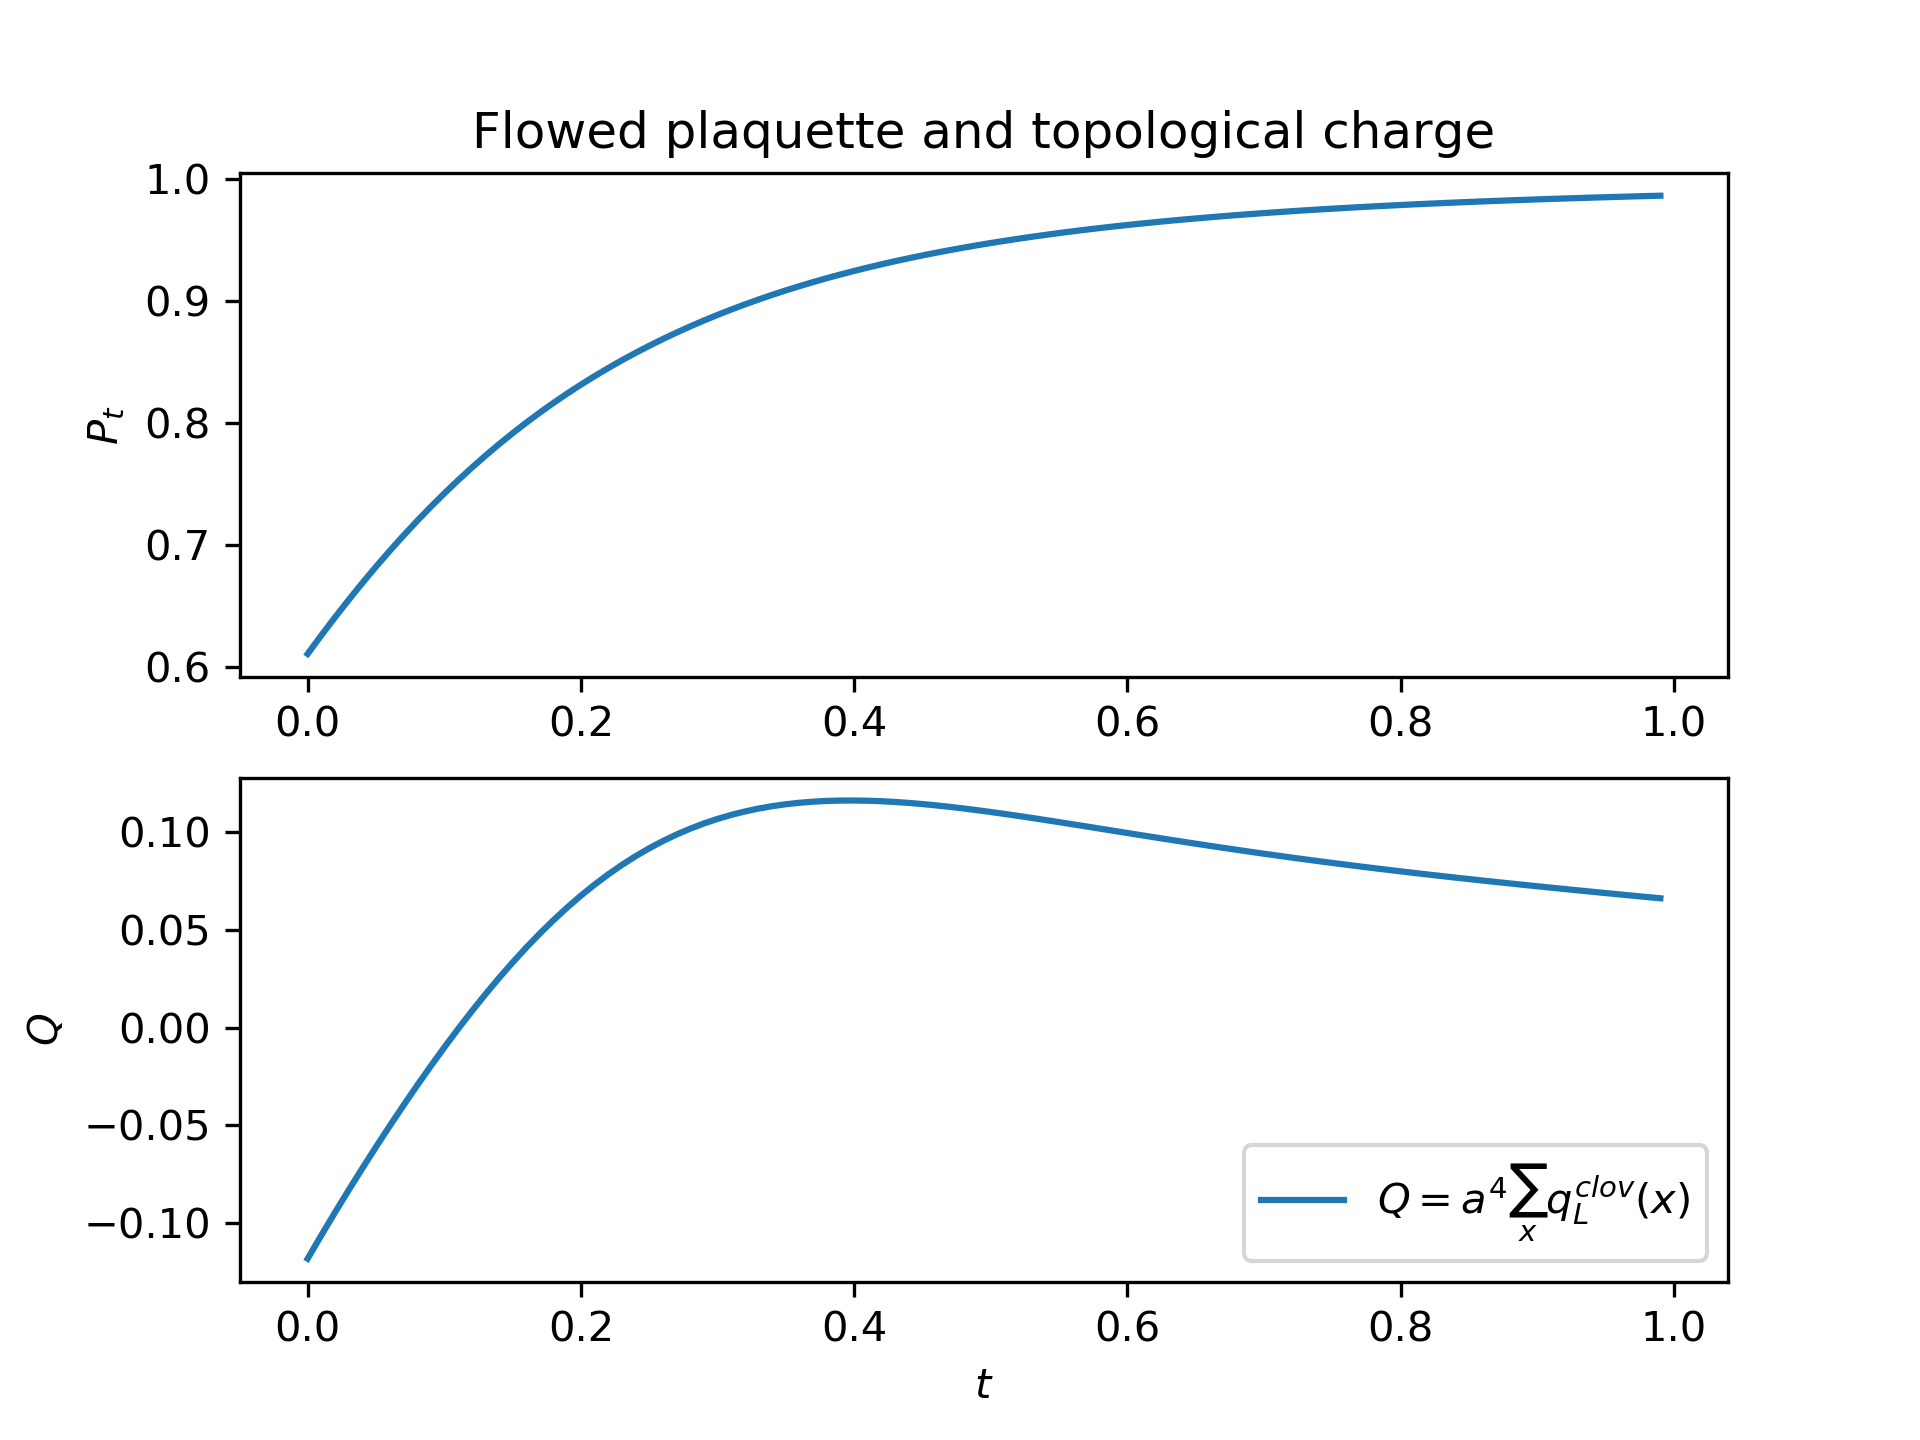 Flowed plaquette and topological charge
1.0
0.9
0.8
0.7
0.6
P_t
0.0 0.2 0.4 0.6 0.8 1.0
0.10
0.05
0.00
−0.05
−0.10
Q
Q = a^4 \sum_x q_L^{clov}(x)
0.0 0.2 0.4 0.6 0.8 1.0
t